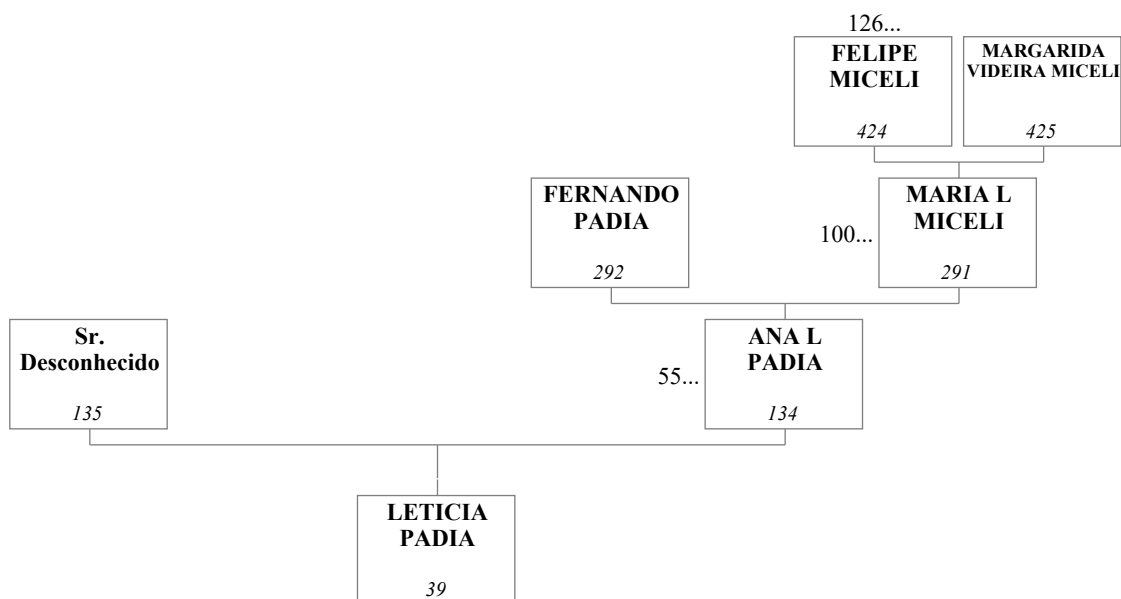 126...
FELIPE
MICELI
424
MARGARIDA
VIDEIRA MICELI
425
FERNANDO
PADIA
292
100...
MARIA L
MICELI
291
Sr.
Desconhecido
135
55...
ANA L
PADIA
134
LETICIA
PADIA
39